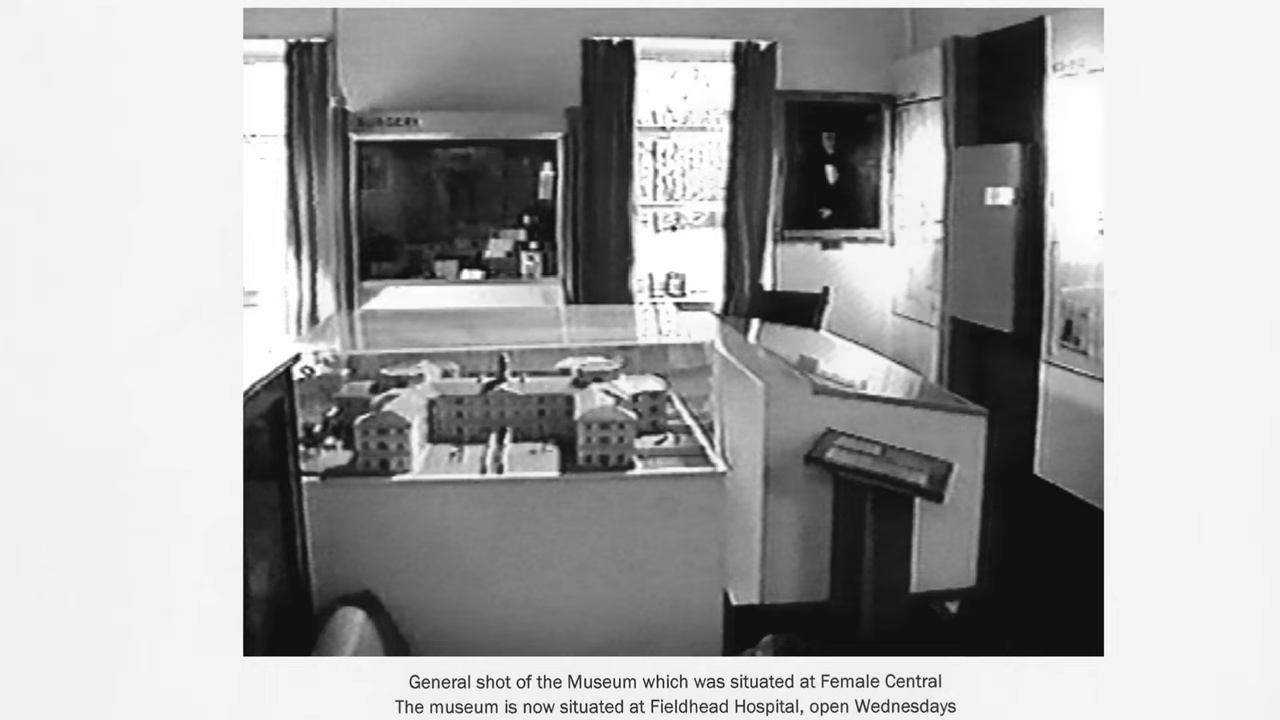 SURGERY
General shot of the Museum which was situated at Female Central
The museum is now situated at Fieldhead Hospital, open Wednesdays